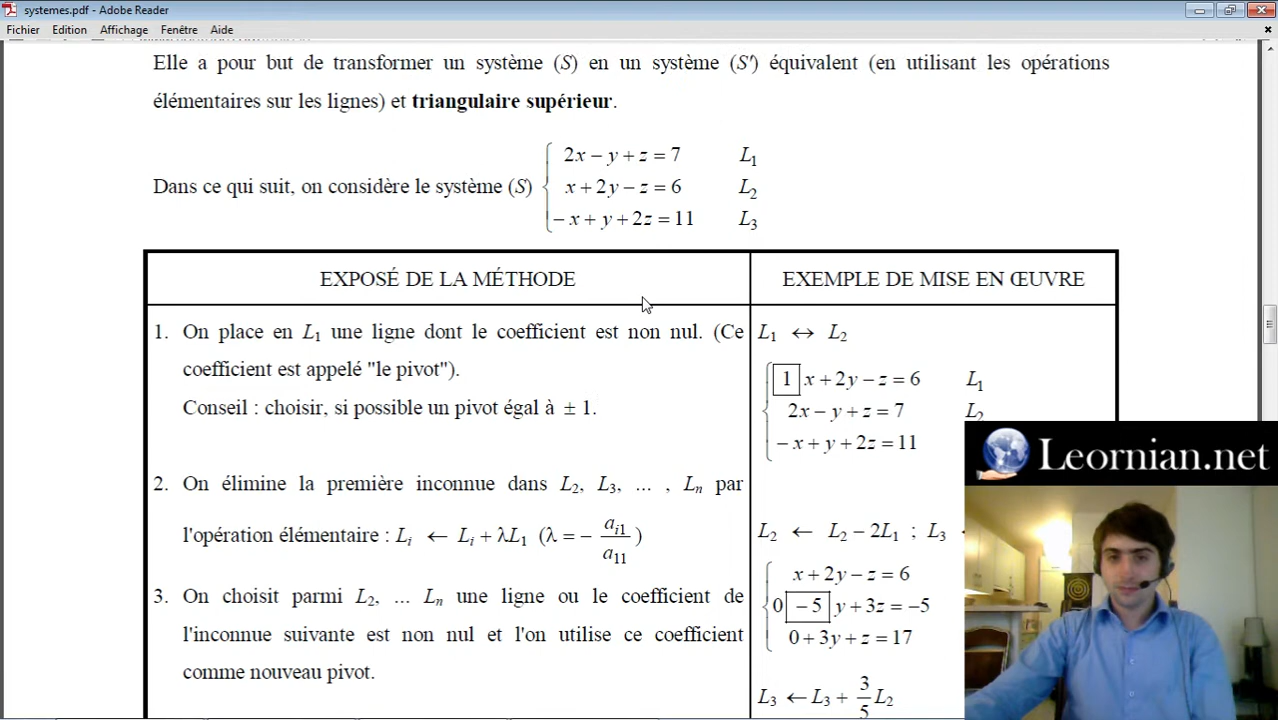 systemes.pdf - Adobe Reader
Fichier Edition Affichage Fenêtre Aide
Elle a pour but de transformer un système (S) en un système (S') équivalent (en utilisant les opérations
élémentaires sur les lignes) et triangulaire supérieur.
2x − y + z = 7 L₁
Dans ce qui suit, on considère le système (S) x + 2y − z = 6 L₂
− x + y + 2z = 11 L₃
EXPOSÉ DE LA MÉTHODE
1. On place en L₁ une ligne dont le coefficient est non nul. (Ce
coefficient est appelé "le pivot").
Conseil : choisir, si possible un pivot égal à ± 1.
2. On élimine la première inconnue dans L₂, L₃, ... , Lₙ par
l'opération élémentaire : Lᵢ ← Lᵢ + λL₁ (λ = − aᵢ₁/a₁₁)
3. On choisit parmi L₂, ... Lₙ une ligne ou le coefficient de
l'inconnue suivante est non nul et l'on utilise ce coefficient
comme nouveau pivot.
EXEMPLE DE MISE EN ŒUVRE
L₁ ↔ L₂
1 x + 2y − z = 6 L₁
2x − y + z = 7 L₂
− x + y + 2z = 11
L₂ ← L₂ − 2L₁ ; L₃
x + 2y − z = 6
0 − 5 y + 3z = −5
0 + 3y + z = 17
L₃ ← L₃ + 3/5 L₂
Leornian.net